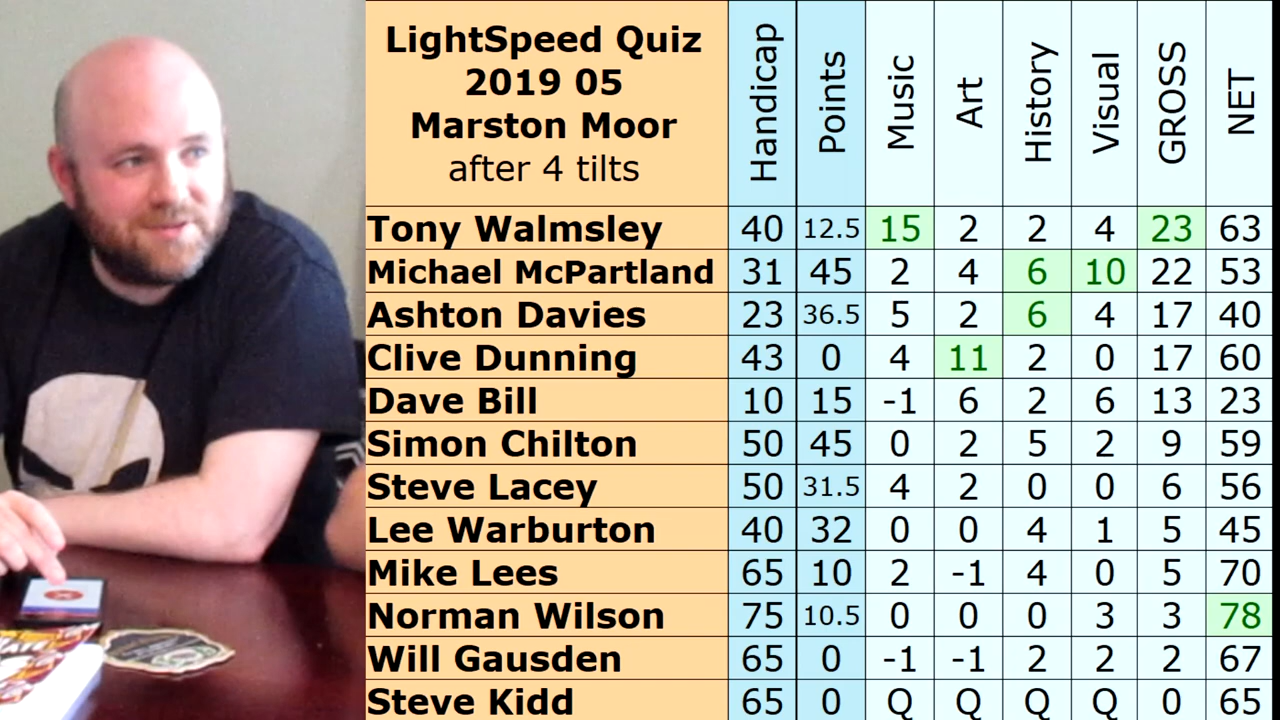 LightSpeed Quiz
2019 05
Marston Moor
after 4 tilts
Handicap Points Music Art History Visual GROSS NET
Tony Walmsley 40 12.5 15 2 2 4 23 63
Michael McPartland 31 45 2 4 6 10 22 53
Ashton Davies 23 36.5 5 2 6 4 17 40
Clive Dunning 43 0 4 11 2 0 17 60
Dave Bill 10 15 -1 6 2 6 13 23
Simon Chilton 50 45 0 2 5 2 9 59
Steve Lacey 50 31.5 4 2 0 0 6 56
Lee Warburton 40 32 0 0 4 1 5 45
Mike Lees 65 10 2 -1 4 0 5 70
Norman Wilson 75 10.5 0 0 0 3 3 78
Will Gausden 65 0 -1 -1 2 2 2 67
Steve Kidd 65 0 Q Q Q Q 0 65